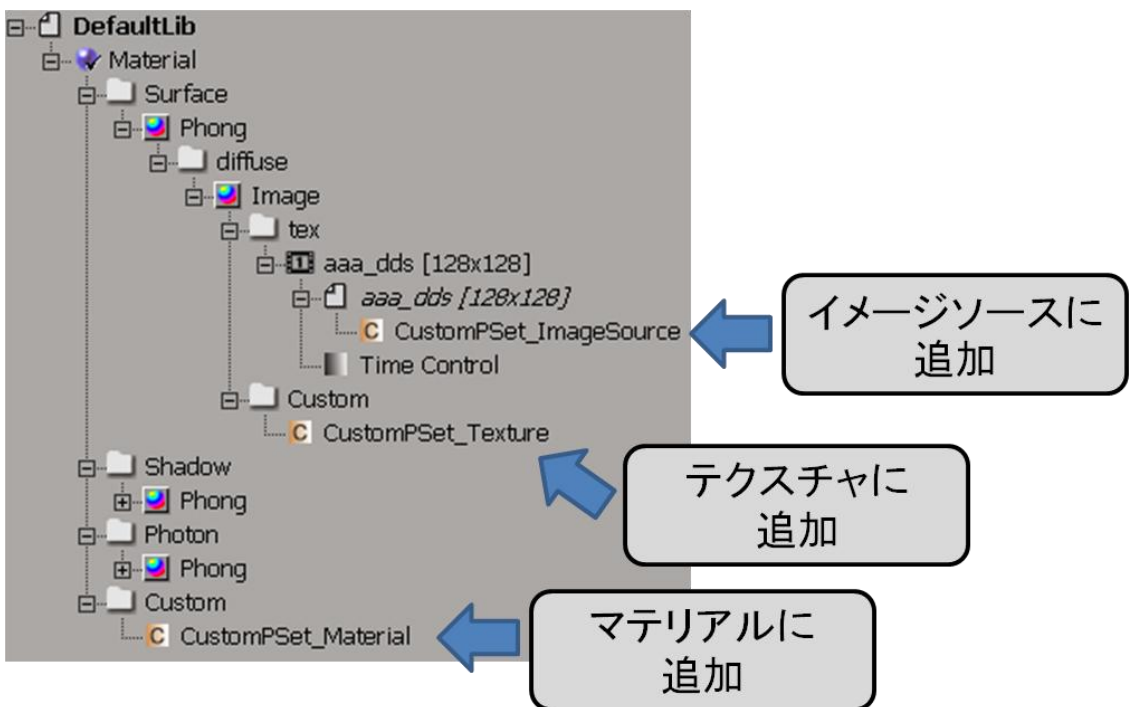 DefaultLib
Material
Surface
Phong
diffuse
Image
tex
aaa_dds [128x128]
aaa_dds [128x128]
CustomPSet_ImageSource
Time Control
Custom
CustomPSet_Texture
Shadow
Phong
Photon
Phong
Custom
CustomPSet_Material
イメージソースに
追加
テクスチャに
追加
マテリアルに
追加